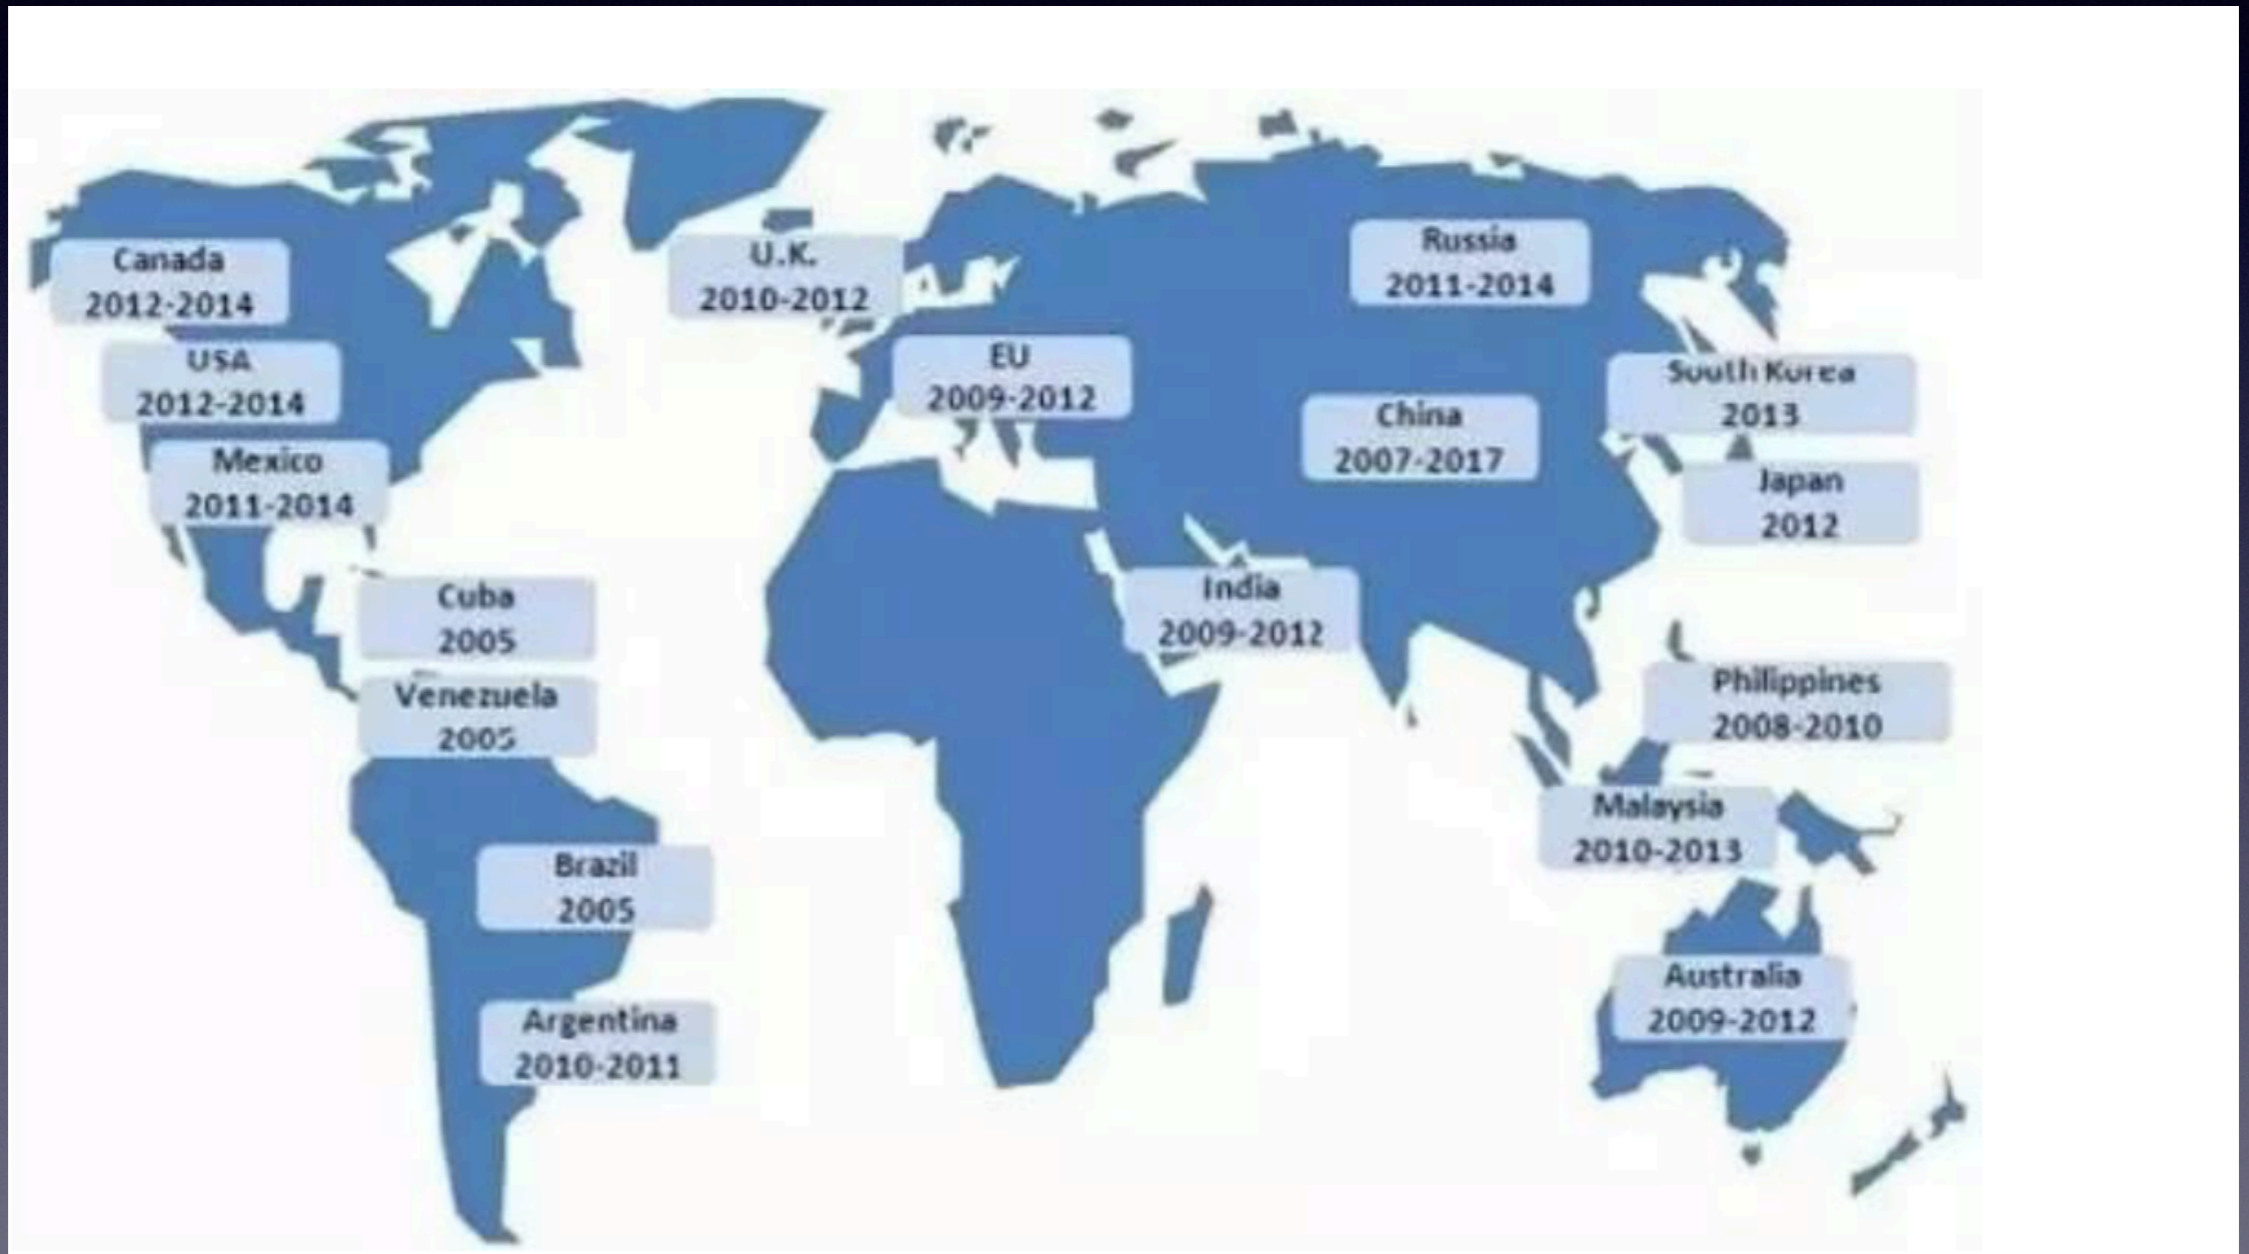 Canada
2012-2014
U.K.
2010-2012
Russia
2011-2014
USA
2012-2014
EU
2009-2012
South Korea
2013
China
2007-2017
Mexico
2011-2014
Japan
2012
Cuba
2005
India
2009-2012
Venezuela
2005
Philippines
2008-2010
Malaysia
2010-2013
Brazil
2005
Australia
2009-2012
Argentina
2010-2011